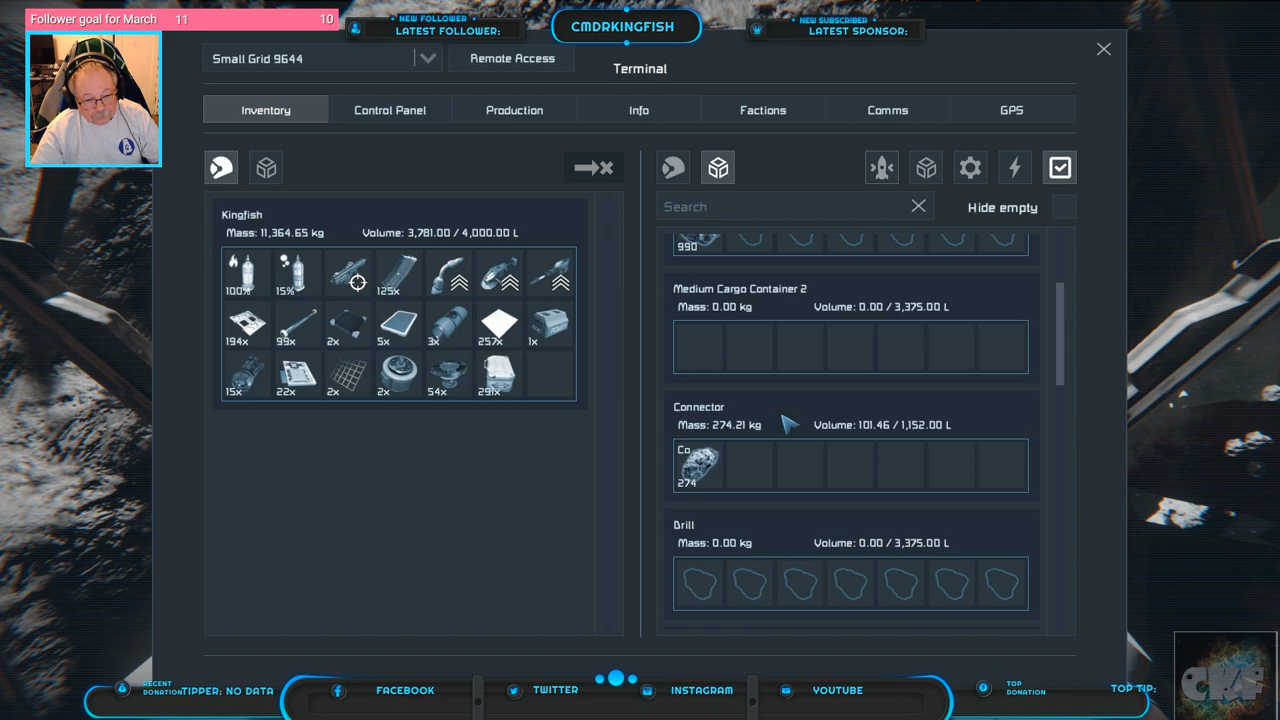 Follower goal for March 11 10
NEW FOLLOWER
LATEST FOLLOWER:
CMDRKINGFISH
NEW SUBSCRIBER
LATEST SPONSOR:
Small Grid 9644
Remote Access
Terminal
Inventory Control Panel Production Info Factions Comms GPS
Search
Hide empty
Kingfish
Mass: 11,364.65 kg Volume: 3,781.00 / 4,000.00 L
100% 15% 125x
194x 99x 2x 5x 3x 257x 1x
15x 22x 2x 2x 54x 291x
990
Medium Cargo Container 2
Mass: 0.00 kg Volume: 0.00 / 3,375.00 L
Connector
Mass: 274.21 kg Volume: 101.46 / 1,152.00 L
Co
274
Drill
Mass: 0.00 kg Volume: 0.00 / 3,375.00 L
RECENT
DONATION
TIPPER: NO DATA
FACEBOOK
TWITTER
INSTAGRAM
YOUTUBE
TOP
DONATION
TOP TIP:
CKF